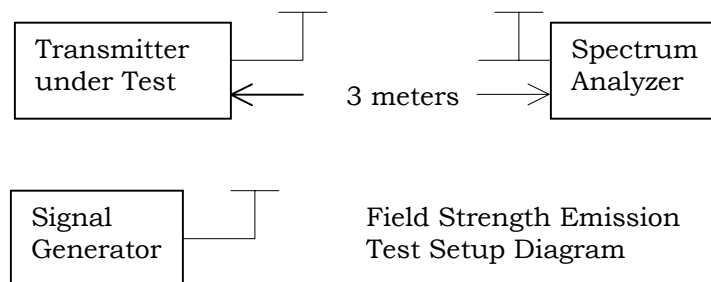 Transmitter
under Test
3 meters
Spectrum
Analyzer
Signal
Generator
Field Strength Emission
Test Setup Diagram